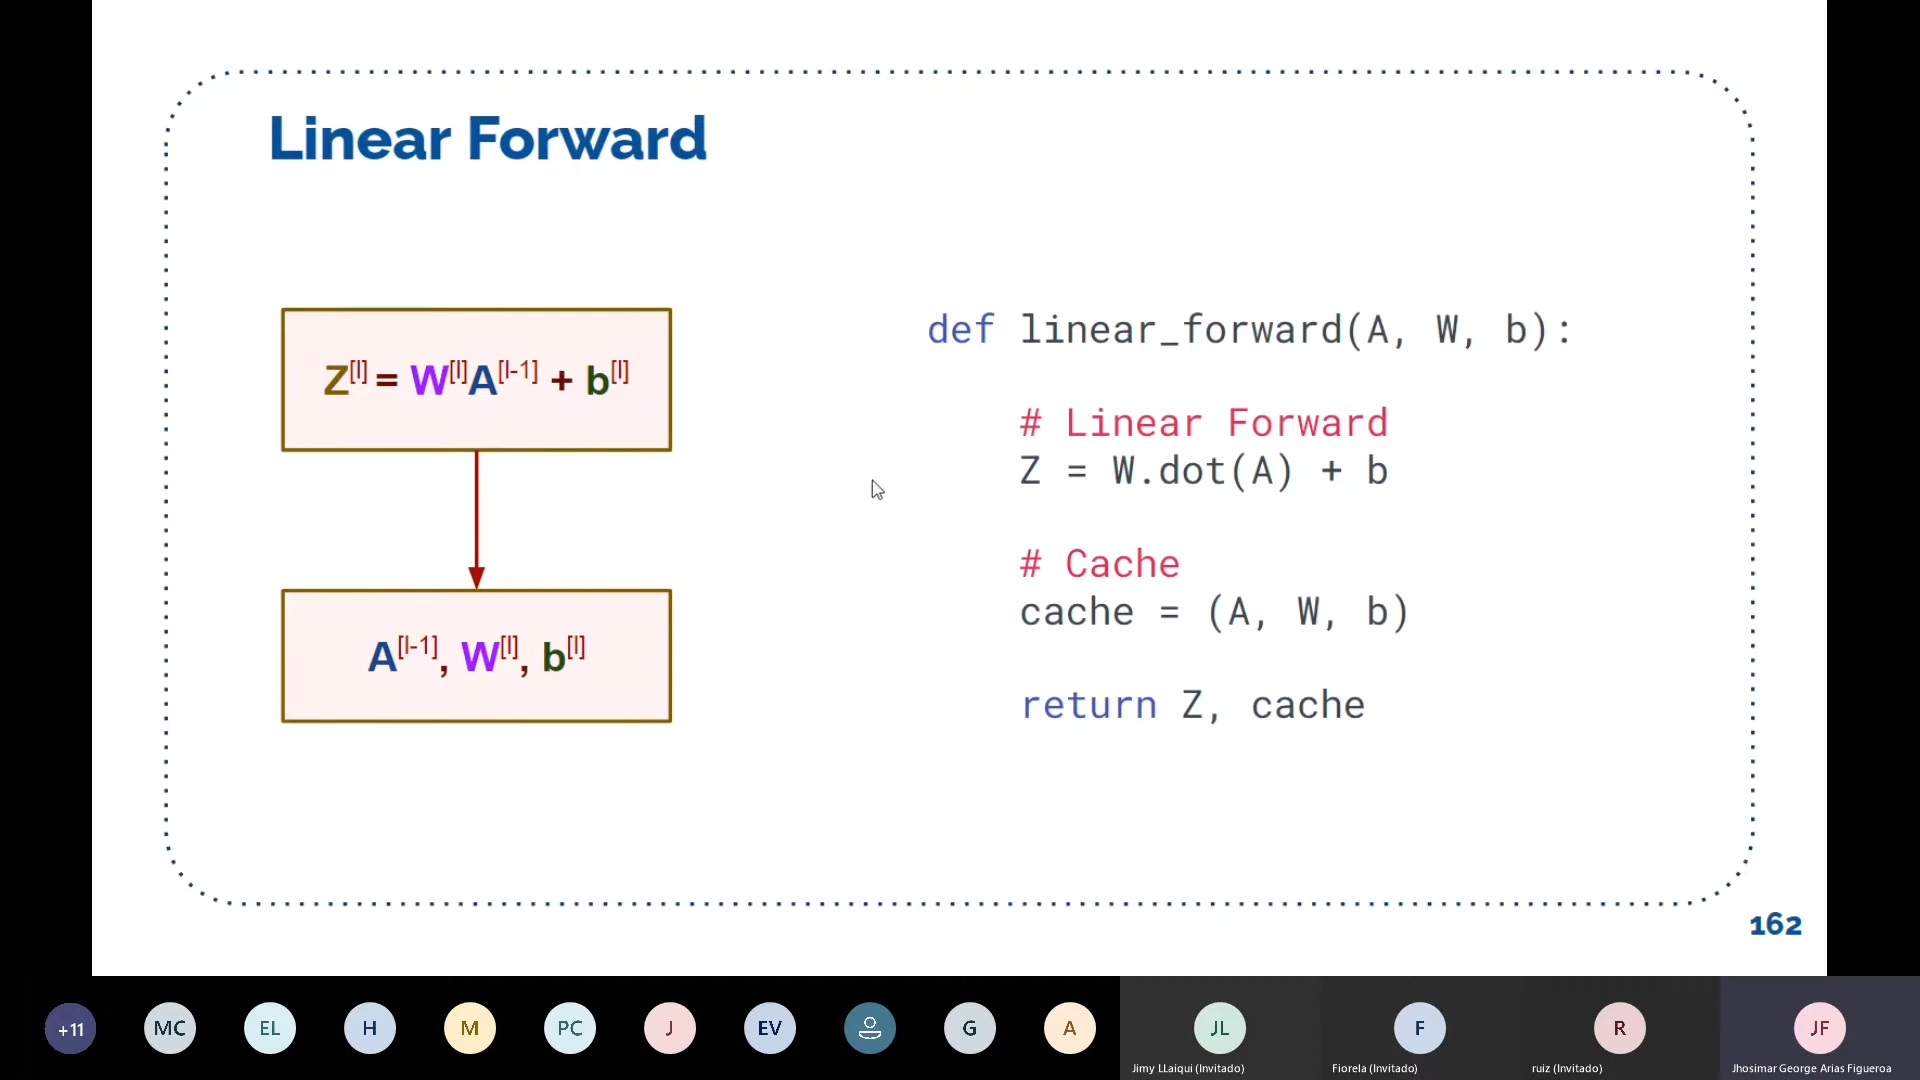 Linear Forward
Z[l] = W[l]A[l-1] + b[l]
A[l-1], W[l], b[l]
def linear_forward(A, W, b):
# Linear Forward
Z = W.dot(A) + b
# Cache
cache = (A, W, b)
return Z, cache
162
+11
MC
EL
H
M
PC
J
EV
G
A
JL
F
R
JF
Jimy LLaiqui (Invitado)
Fiorela (Invitado)
ruiz (Invitado)
Jhosimar George Arias Figueroa